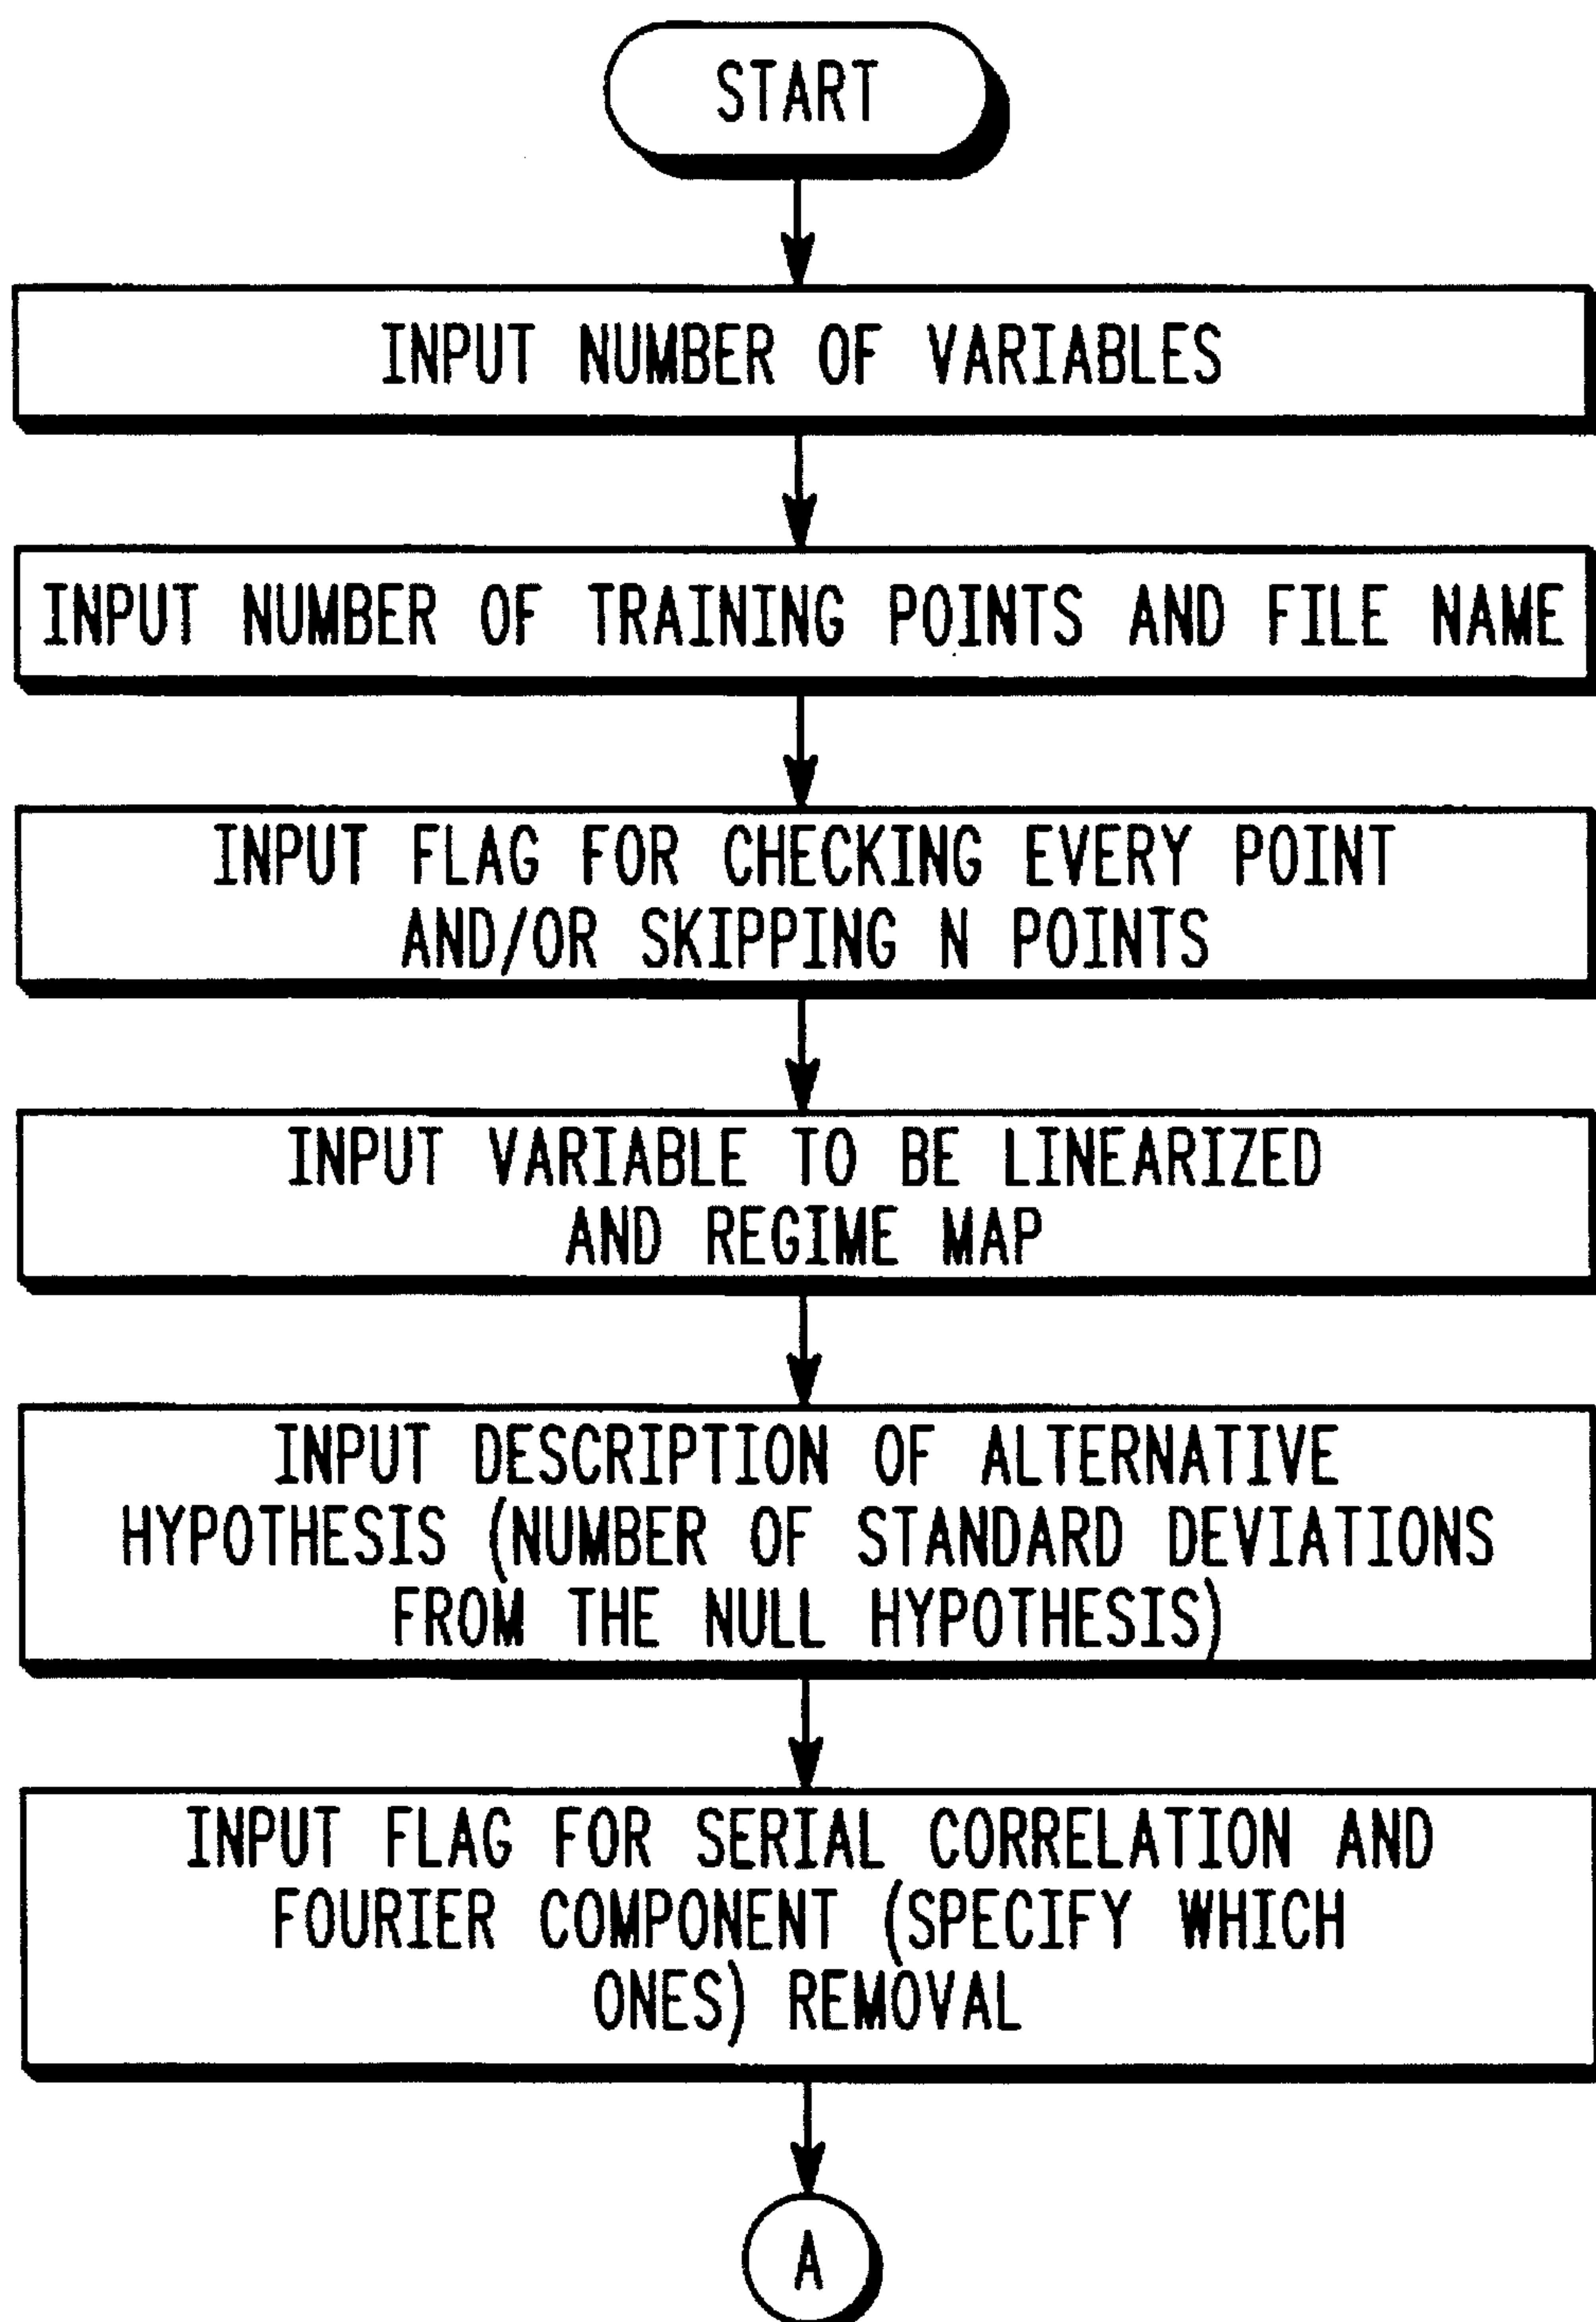 START
INPUT NUMBER OF VARIABLES
INPUT NUMBER OF TRAINING POINTS AND FILE NAME
INPUT FLAG FOR CHECKING EVERY POINT
AND/OR SKIPPING N POINTS
INPUT VARIABLE TO BE LINEARIZED
AND REGIME MAP
INPUT DESCRIPTION OF ALTERNATIVE
HYPOTHESIS (NUMBER OF STANDARD DEVIATIONS
FROM THE NULL HYPOTHESIS)
INPUT FLAG FOR SERIAL CORRELATION AND
FOURIER COMPONENT (SPECIFY WHICH
ONES) REMOVAL
A